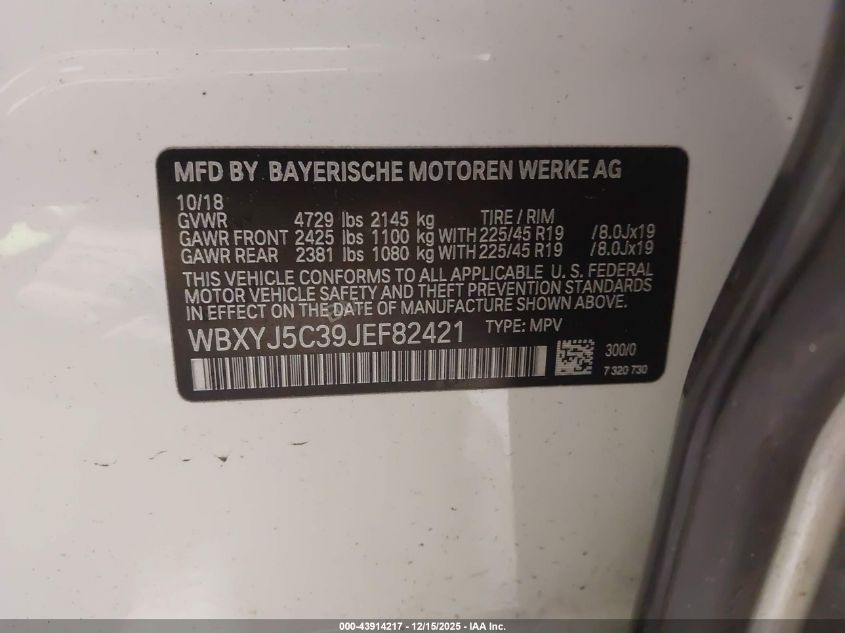 MFD BY BAYERISCHE MOTOREN WERKE AG
10/18
GVWR 4729 lbs 2145 kg TIRE / RIM
GAWR FRONT 2425 lbs 1100 kg WITH 225/45 R19 /8.0Jx19
GAWR REAR 2381 lbs 1080 kg WITH 225/45 R19 /8.0Jx19
THIS VEHICLE CONFORMS TO ALL APPLICABLE U. S. FEDERAL
MOTOR VEHICLE SAFETY AND THEFT PREVENTION STANDARDS
IN EFFECT ON THE DATE OF MANUFACTURE SHOWN ABOVE.
WBXYJ5C39JEF82421 TYPE: MPV
300/0
7 320 730
000-43914217 - 12/15/2025 - IAA Inc.